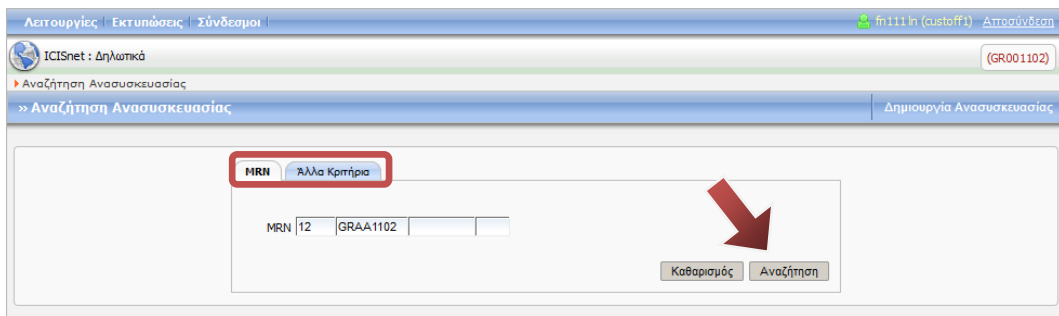 Λειτουργίες | Εκτυπώσεις | Σύνδεσμοι | fn111 ln (custoff1) Αποσύνδεση
ICISnet : Δηλωτικά (GR001102)
Αναζήτηση Ανασυσκευασίας
» Αναζήτηση Ανασυσκευασίας Δημιουργία Ανασυσκευασίας
MRN Άλλα Κριτήρια
MRN 12 GRAA1102
Καθαρισμός Αναζήτηση